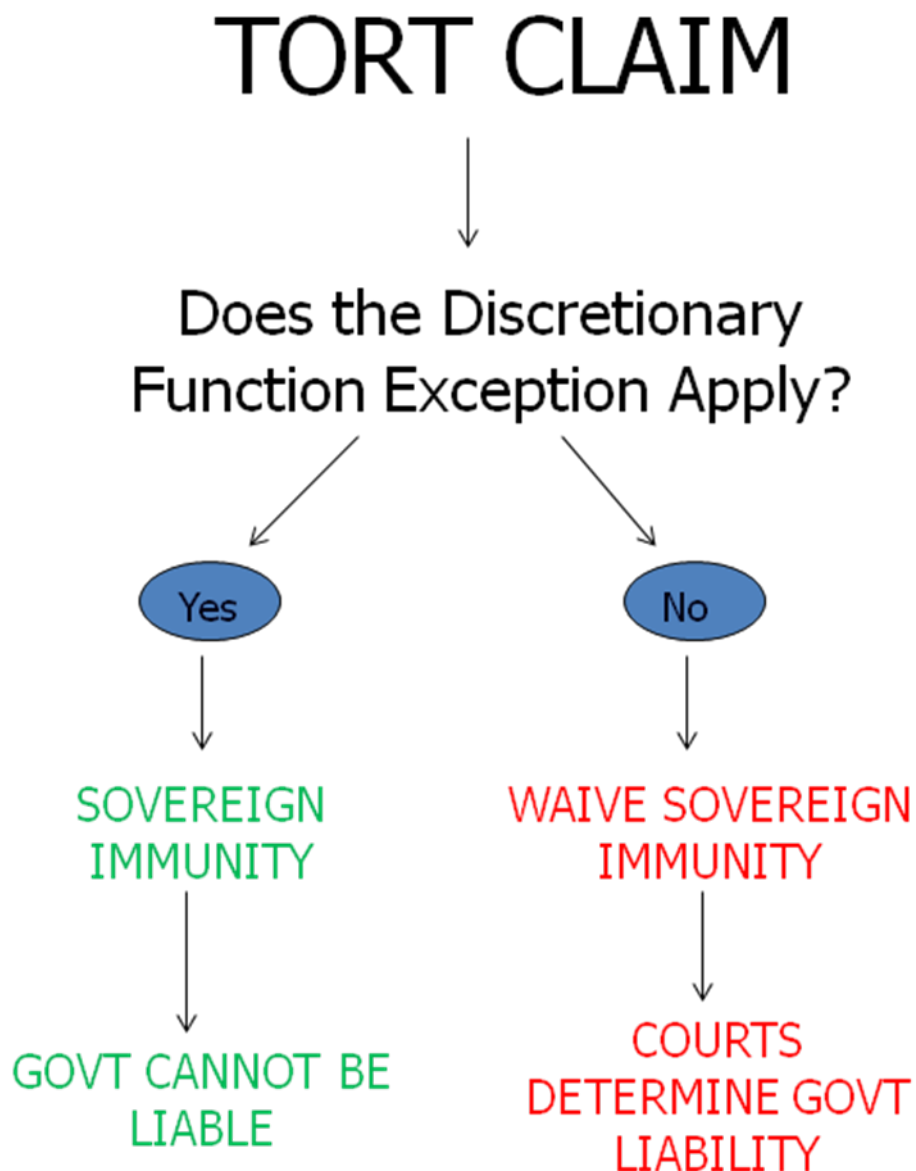 TORT CLAIM
Does the Discretionary
Function Exception Apply?
Yes
No
SOVEREIGN
IMMUNITY
WAIVE SOVEREIGN
IMMUNITY
GOVT CANNOT BE
LIABLE
COURTS
DETERMINE GOVT
LIABILITY